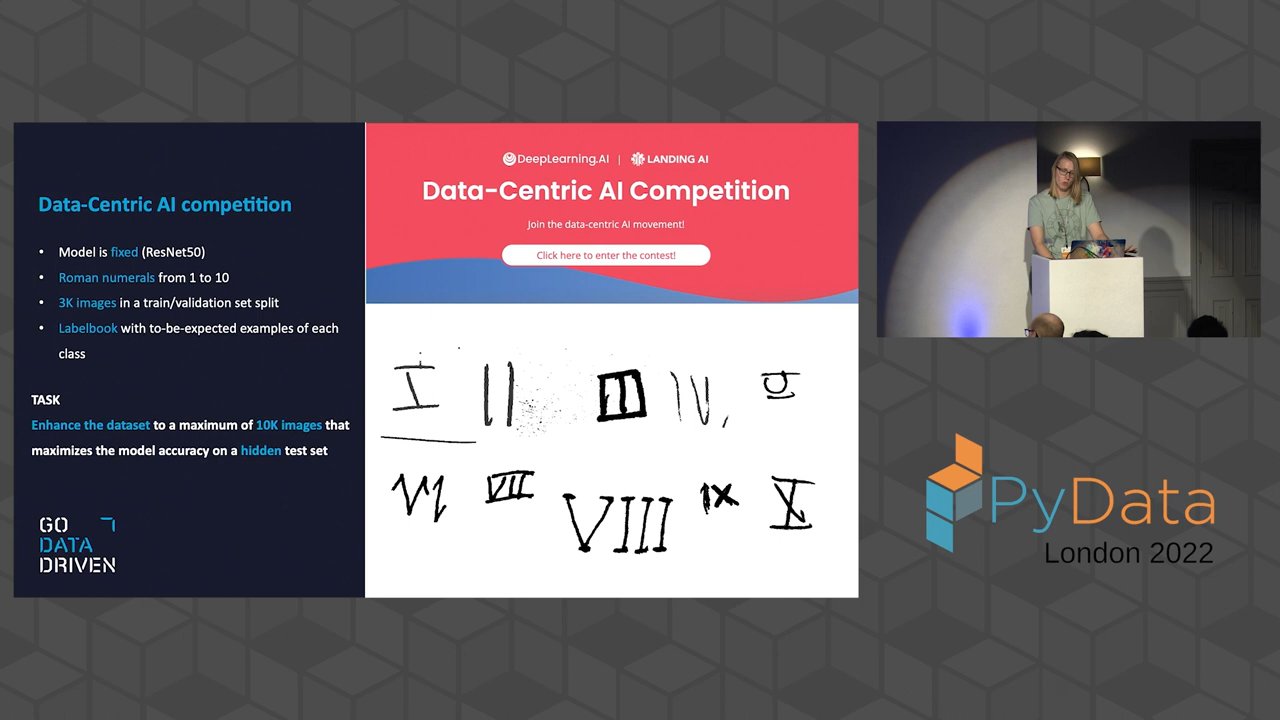 Data-Centric AI competition
• Model is fixed (ResNet50)
• Roman numerals from 1 to 10
• 3K images in a train/validation set split
• Labelbook with to-be-expected examples of each
class
TASK
Enhance the dataset to a maximum of 10K images that
maximizes the model accuracy on a hidden test set
GO
DATA
DRIVEN
DeepLearning.AI | LANDING AI
Data-Centric AI Competition
Join the data-centric AI movement!
Click here to enter the contest!
I II III IV
VI VII VIII IX X
PyData
London 2022